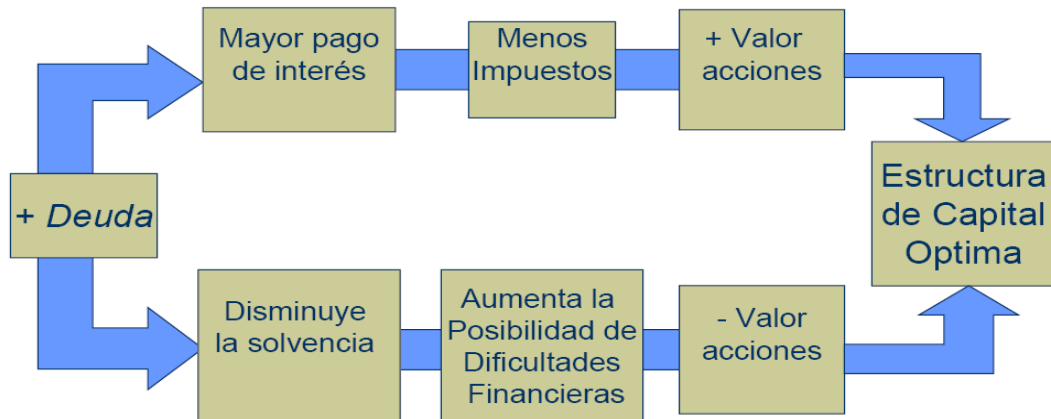 + Deuda
Mayor pago
de interés
Menos
Impuestos
+ Valor
acciones
Disminuye
la solvencia
Aumenta la
Posibilidad de
Dificultades
Financieras
- Valor
acciones
Estructura
de Capital
Optima